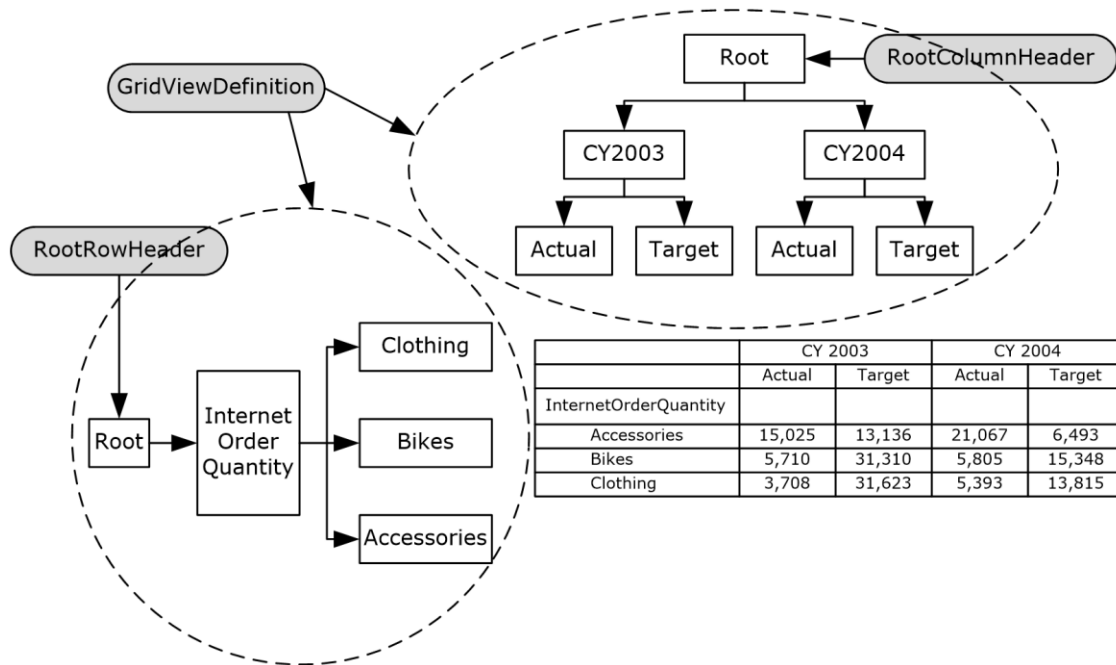 Root
RootColumnHeader
GridViewDefinition
CY2003
CY2004
RootRowHeader
Actual
Target
Actual
Target
Clothing
Internet
Order
Quantity
Root
Bikes
Accessories
CY 2003 CY 2004
Actual Target Actual Target
InternetOrderQuantity
Accessories 15,025 13,136 21,067 6,493
Bikes 5,710 31,310 5,805 15,348
Clothing 3,708 31,623 5,393 13,815